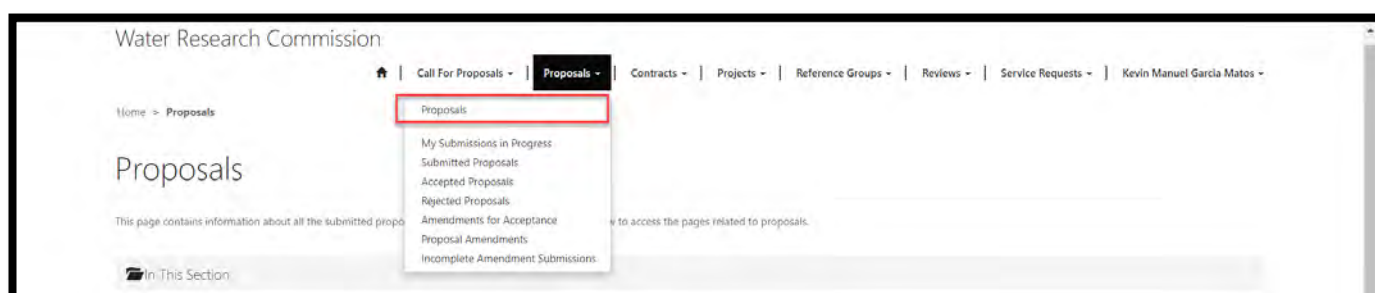 Water Research Commission
Call For Proposals
Proposals
Contracts
Projects
Reference Groups
Reviews
Service Requests
Kevin Manuel Garcia Matos
Home > Proposals
Proposals
My Submissions in Progress
Submitted Proposals
Accepted Proposals
Rejected Proposals
Amendments for Acceptance
Proposal Amendments
Incomplete Amendment Submissions
Proposals
This page contains information about all the submitted to access the pages related to proposals.
In This Section